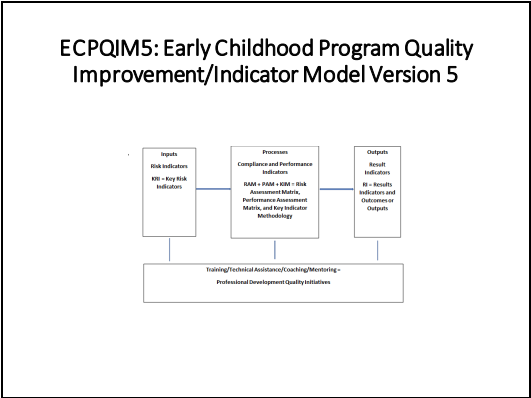 ECPQIM5: Early Childhood Program Quality
Improvement/Indicator Model Version 5
Inputs
Risk Indicators
KRI = Key Risk
Indicators
Processes
Compliance and Performance
Indicators
RAM + PAM + KIM = Risk
Assessment Matrix,
Performance Assessment
Matrix, and Key Indicator
Methodology
Outputs
Result
Indicators
RI = Results
Indicators and
Outcomes or
Outputs
Training/Technical Assistance/Coaching/Mentoring =
Professional Development Quality Initiatives